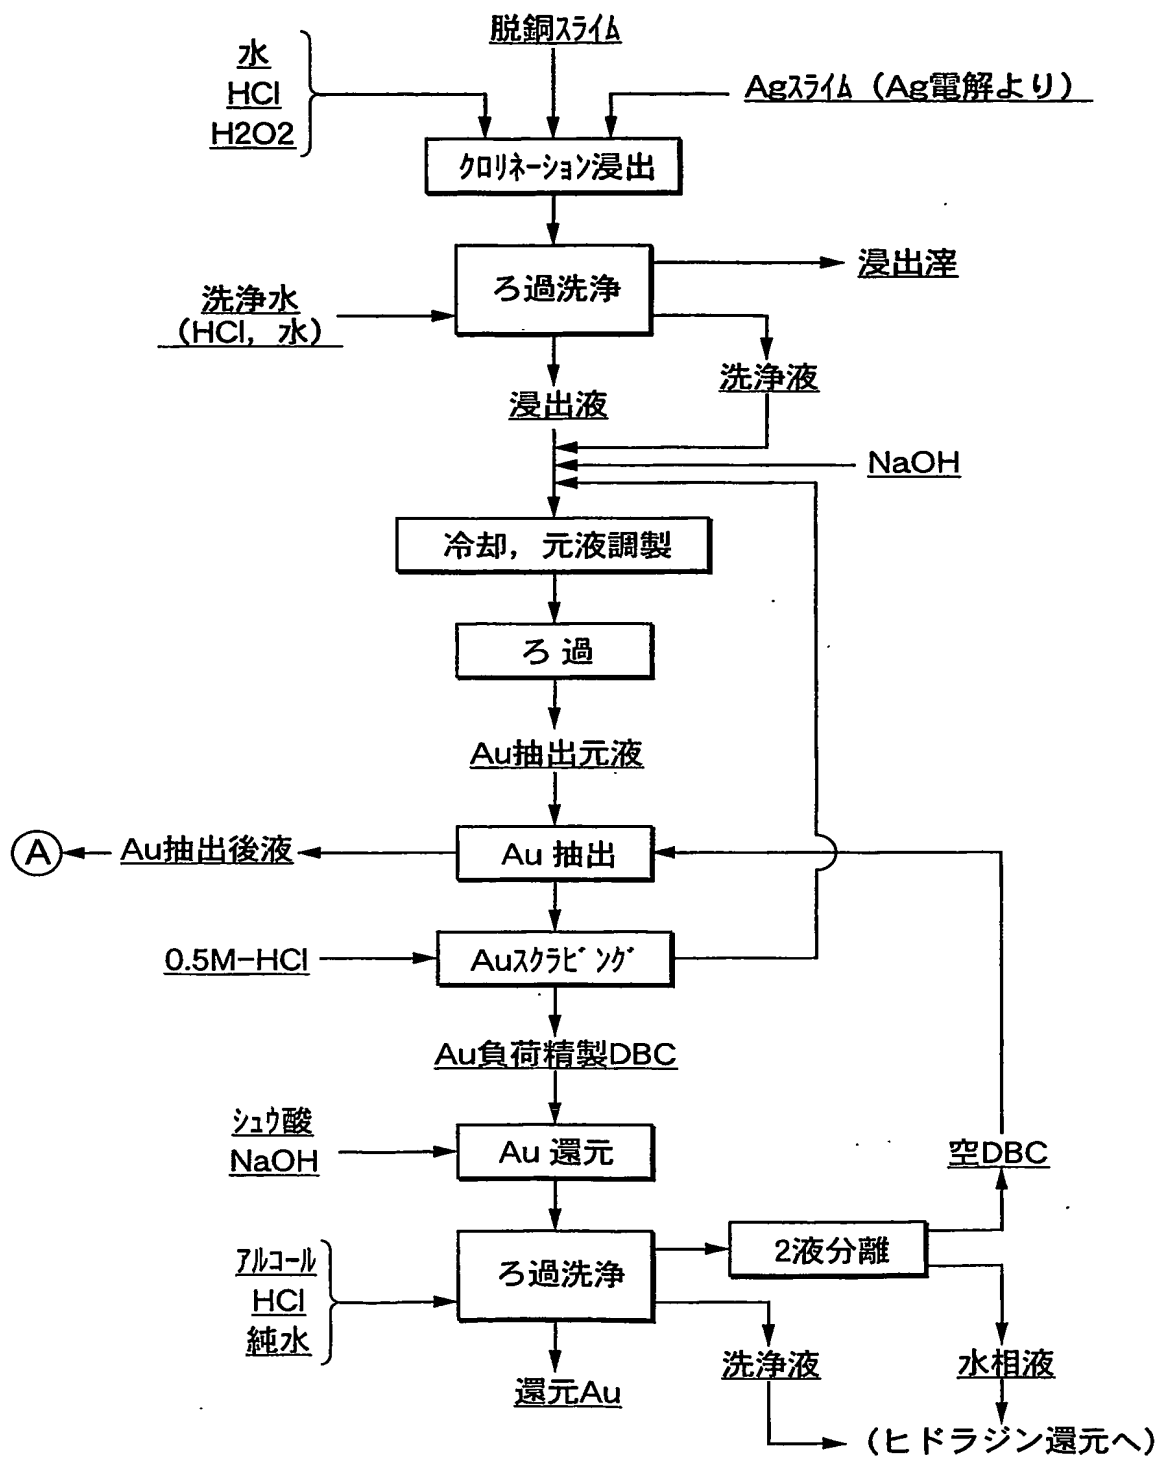 脱銅スライム
水
HCl
H2O2
Agスライム（Ag電解より）
クロリネーション浸出
ろ過洗浄
浸出滓
洗浄水
（HCl，水）
洗浄液
浸出液
NaOH
冷却，元液調製
ろ 過
Au抽出元液
A
Au抽出後液
Au 抽出
0.5M-HCl
Auスクラビング
Au負荷精製DBC
シュウ酸
NaOH
Au 還元
空DBC
アルコール
HCl
純水
ろ過洗浄
2液分離
洗浄液
水相液
還元Au
（ヒドラジン還元へ）